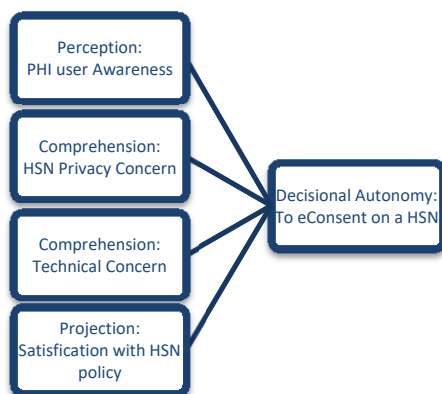 Perception:
PHI user Awareness
Comprehension:
HSN Privacy Concern
Decisional Autonomy:
To eConsent on a HSN
Comprehension:
Technical Concern
Projection:
Satisfication with HSN
policy